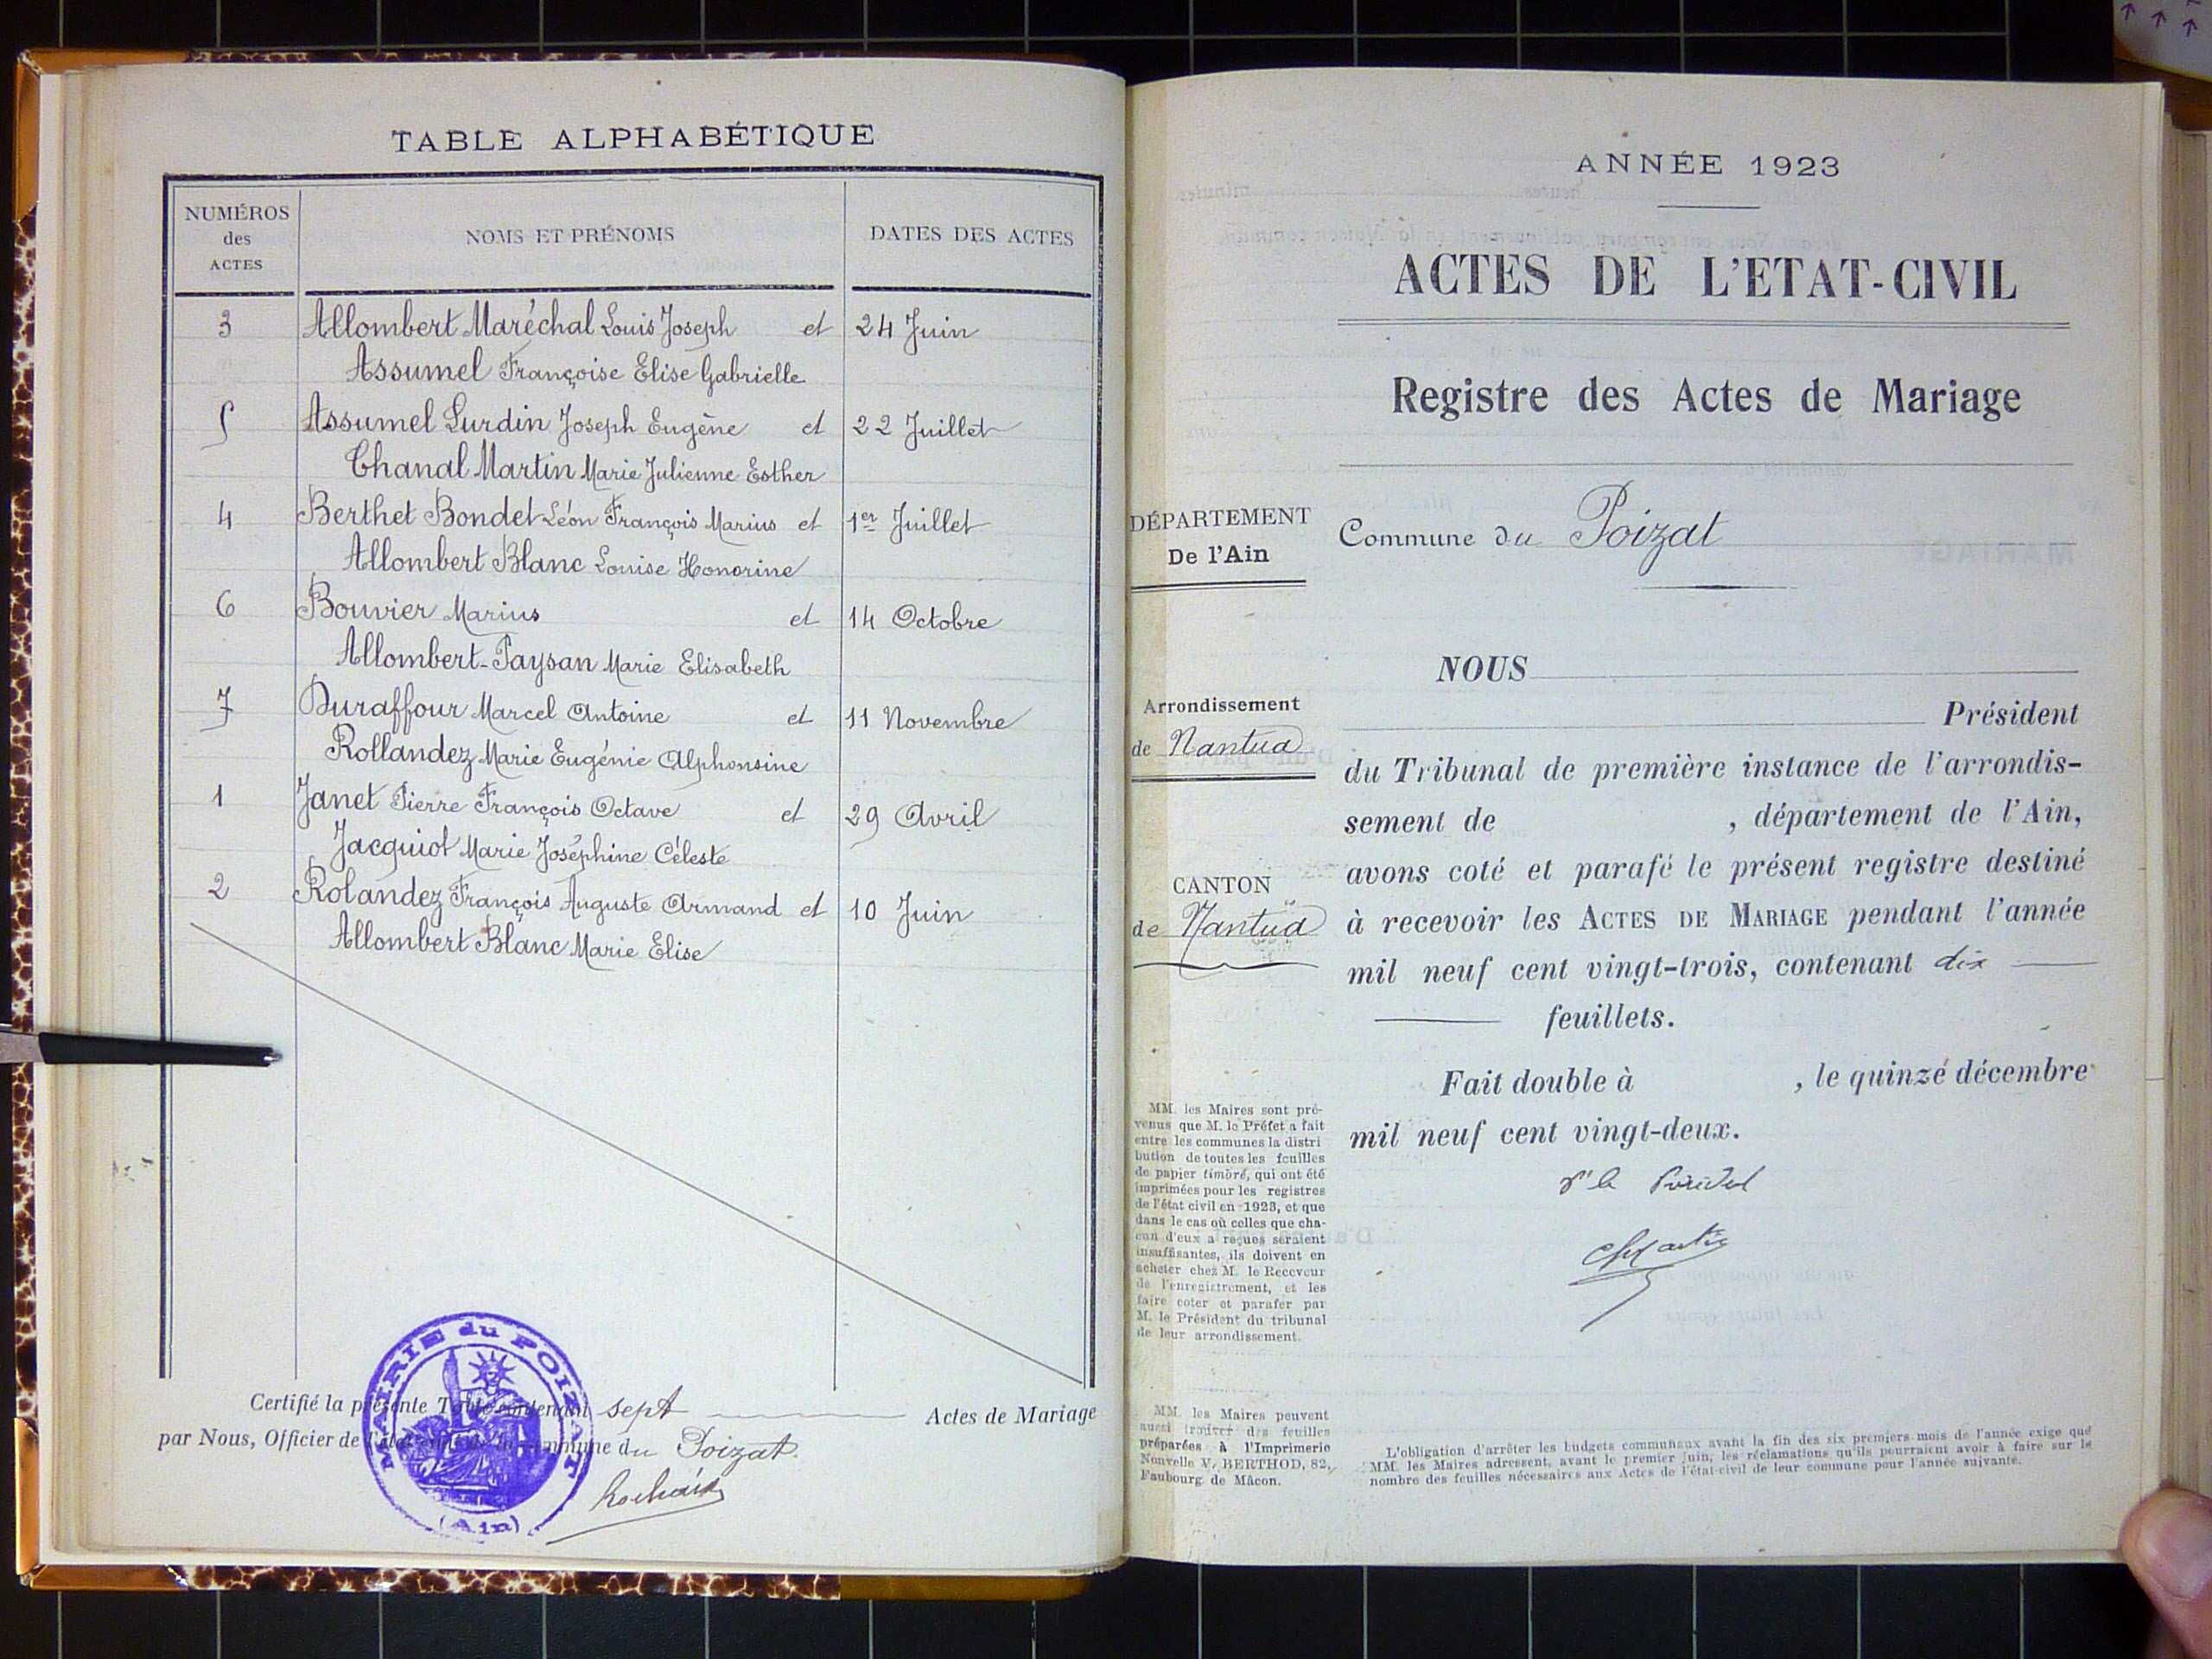 TABLE ALPHABÉTIQUE
NUMÉROS
des
ACTES
NOMS ET PRÉNOMS
DATES DES ACTES
3 Allombert Maréchal Louis Joseph et 24 Juin
Assumel Françoise Elise Gabrielle
5 Assumel Lurdin Joseph Eugène et 22 Juillet
Chanal Martin Marie Julienne Esther
4 Berthet Bondet Léon François Marius et 1er Juillet
Allombert Blanc Louise Honorine
6 Bouvier Marius et 14 Octobre
Allombert-Paysan Marie Elisabeth
7 Duraffour Marcel Antoine et 11 Novembre
Rollandez Marie Eugénie Alphonsine
1 Janet Pierre François Octave et 29 Avril
Jacquiot Marie Joséphine Céleste
2 Rolandez François Auguste Armand et 10 Juin
Allombert Blanc Marie Elise
Certifié la présente Table contenant sept Actes de Mariage
par Nous, Officier de l'état civil de la commune du Poizat.
MAIRIE du POIZAT
(Ain)
ANNÉE 1923
ACTES DE L'ETAT-CIVIL
Registre des Actes de Mariage
DÉPARTEMENT
De l'Ain
Commune du Poizat
Arrondissement
de Nantua
CANTON
de Nantua
NOUS
Président
du Tribunal de première instance de l'arrondis-
sement de , département de l'Ain,
avons coté et parafé le présent registre destiné
à recevoir les ACTES DE MARIAGE pendant l'année
mil neuf cent vingt-trois, contenant dix
feuillets.
Fait double à , le quinze décembre
mil neuf cent vingt-deux.
MM. les Maires sont pré-
venus que M. le Préfet a fait
entre les communes la distri
bution de toutes les feuilles
de papier timbré, qui ont été
imprimées pour les registres
de l'état civil en 1923, et que
dans le cas où celles que cha-
cun d'eux a reçues seraient
insuffisantes, ils doivent en
acheter chez M. le Receveur
de l'enregistrement, et les
faire coter et parafer par
M. le Président du tribunal
de leur arrondissement.
MM. les Maires peuvent
aussi trouver des feuilles
préparées à l'Imprimerie
Nouvelle V. BERTHOD, 82,
Faubourg de Mâcon.
L'obligation d'arrêter les budgets communaux avant la fin des six premiers mois de l'année exige que
MM. les Maires adressent, avant le premier juin, les réclamations qu'ils pourraient avoir à faire sur le
nombre des feuilles nécessaires aux Actes de l'état-civil de leur commune pour l'année suivante.